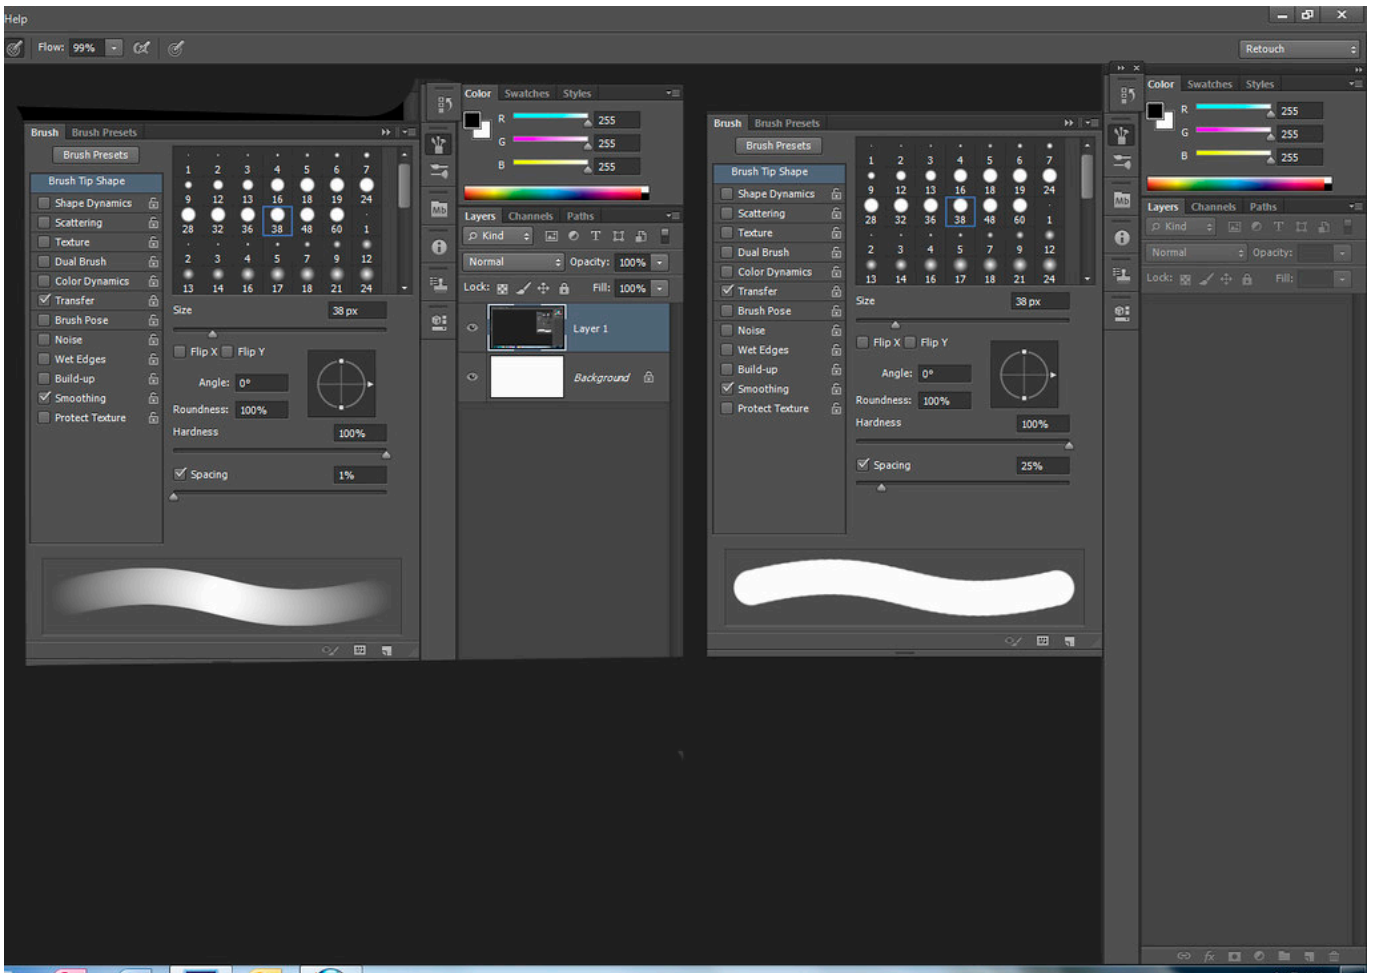 Help
Flow: 99%
Retouch
Color Swatches Styles
R 255
G 255
B 255
Brush Brush Presets
Brush Presets
Brush Tip Shape
Shape Dynamics
Scattering
Texture
Dual Brush
Color Dynamics
Transfer
Brush Pose
Noise
Wet Edges
Build-up
Smoothing
Protect Texture
1 2 3 4 5 6 7
9 12 13 16 18 19 24
28 32 36 38 48 60 1
2 3 4 5 7 9 12
13 14 16 17 18 21 24
Size 38 px
Flip X Flip Y
Angle: 0°
Roundness: 100%
Hardness 100%
Spacing 1%
Mb
Layers Channels Paths
Kind
Normal Opacity: 100%
Lock: Fill: 100%
Layer 1
Background
Brush Brush Presets
Brush Presets
Brush Tip Shape
Shape Dynamics
Scattering
Texture
Dual Brush
Color Dynamics
Transfer
Brush Pose
Noise
Wet Edges
Build-up
Smoothing
Protect Texture
1 2 3 4 5 6 7
9 12 13 16 18 19 24
28 32 36 38 48 60 1
2 3 4 5 7 9 12
13 14 16 17 18 21 24
Size 38 px
Flip X Flip Y
Angle: 0°
Roundness: 100%
Hardness 100%
Spacing 25%
Mb
Color Swatches Styles
R 255
G 255
B 255
Layers Channels Paths
Kind
Normal Opacity:
Lock: Fill:
fx